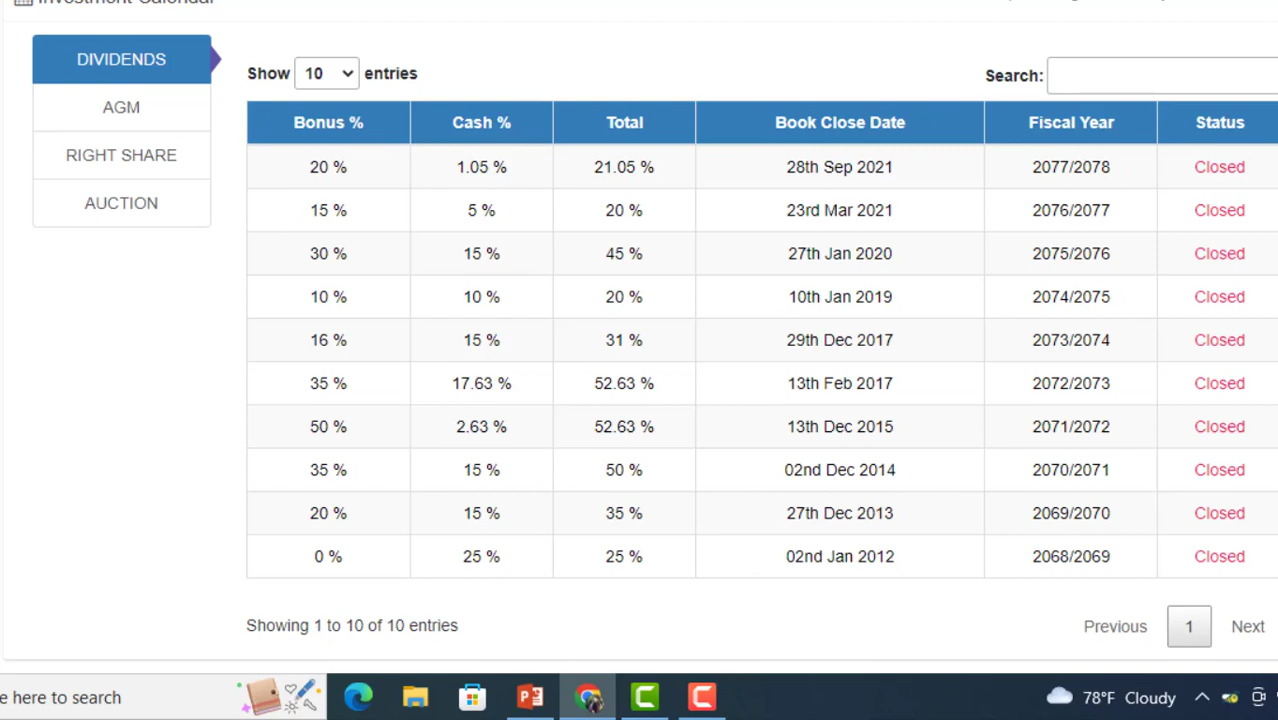 Investment Calendar
DIVIDENDS
AGM
RIGHT SHARE
AUCTION
Show 10 entries
Search:
Bonus % Cash % Total Book Close Date Fiscal Year Status
20 % 1.05 % 21.05 % 28th Sep 2021 2077/2078 Closed
15 % 5 % 20 % 23rd Mar 2021 2076/2077 Closed
30 % 15 % 45 % 27th Jan 2020 2075/2076 Closed
10 % 10 % 20 % 10th Jan 2019 2074/2075 Closed
16 % 15 % 31 % 29th Dec 2017 2073/2074 Closed
35 % 17.63 % 52.63 % 13th Feb 2017 2072/2073 Closed
50 % 2.63 % 52.63 % 13th Dec 2015 2071/2072 Closed
35 % 15 % 50 % 02nd Dec 2014 2070/2071 Closed
20 % 15 % 35 % 27th Dec 2013 2069/2070 Closed
0 % 25 % 25 % 02nd Jan 2012 2068/2069 Closed
Showing 1 to 10 of 10 entries
Previous 1 Next
e here to search
78°F Cloudy